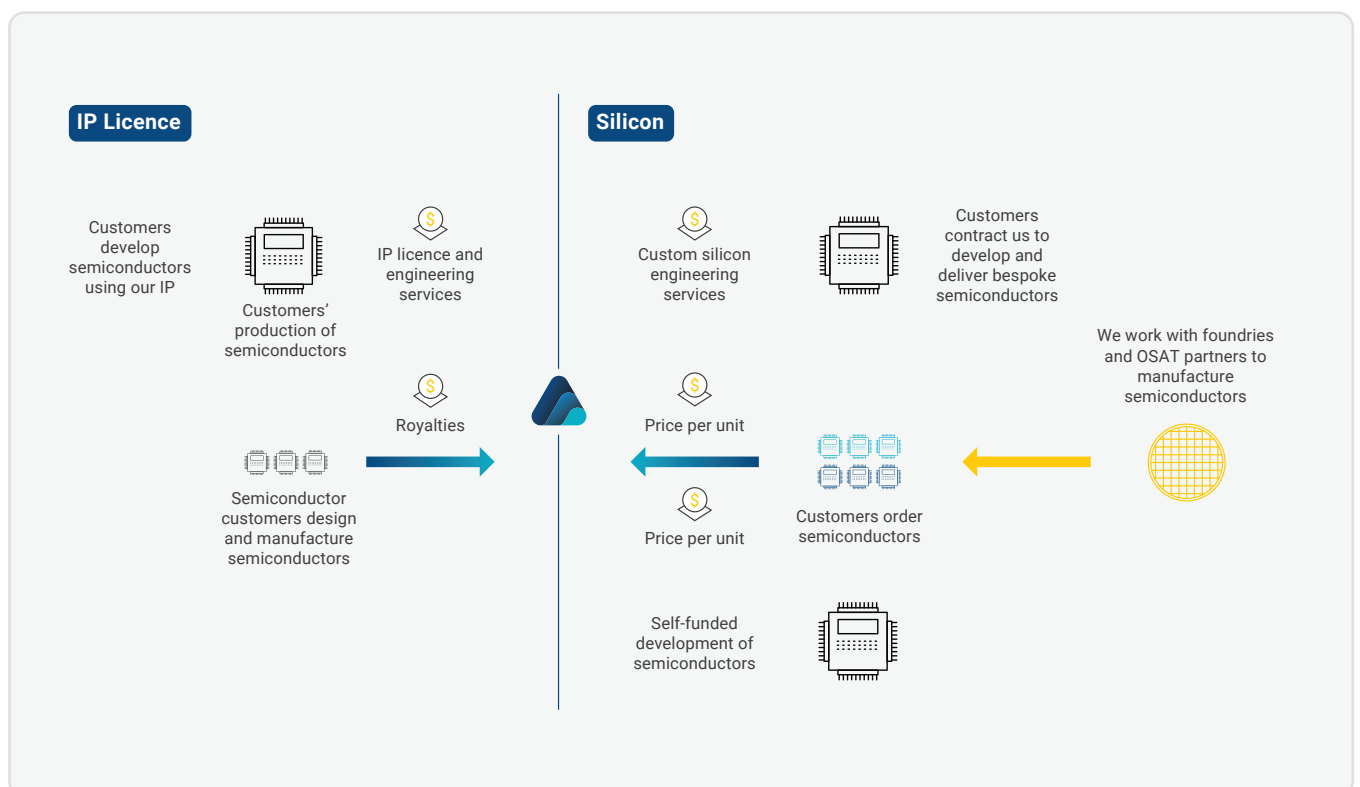 IP Licence
Customers
develop
semiconductors
using our IP
Customers’
production of
semiconductors
$
IP licence and
engineering
services
$
Royalties
Semiconductor
customers design
and manufacture
semiconductors
Silicon
$
Custom silicon
engineering
services
Customers
contract us to
develop and
deliver bespoke
semiconductors
$
Price per unit
$
Price per unit
Customers order
semiconductors
We work with foundries
and OSAT partners to
manufacture
semiconductors
Self-funded
development of
semiconductors